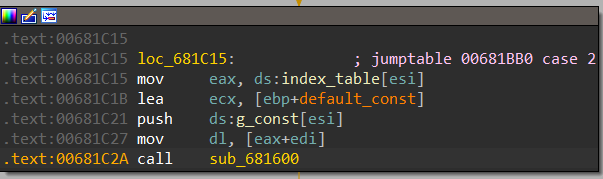 .text:00681C15
.text:00681C15 loc_681C15: ; jumptable 00681BB0 case 2
.text:00681C15 mov eax, ds:index_table[esi]
.text:00681C1B lea ecx, [ebp+default_const]
.text:00681C21 push ds:g_const[esi]
.text:00681C27 mov dl, [eax+edi]
.text:00681C2A call sub_681600